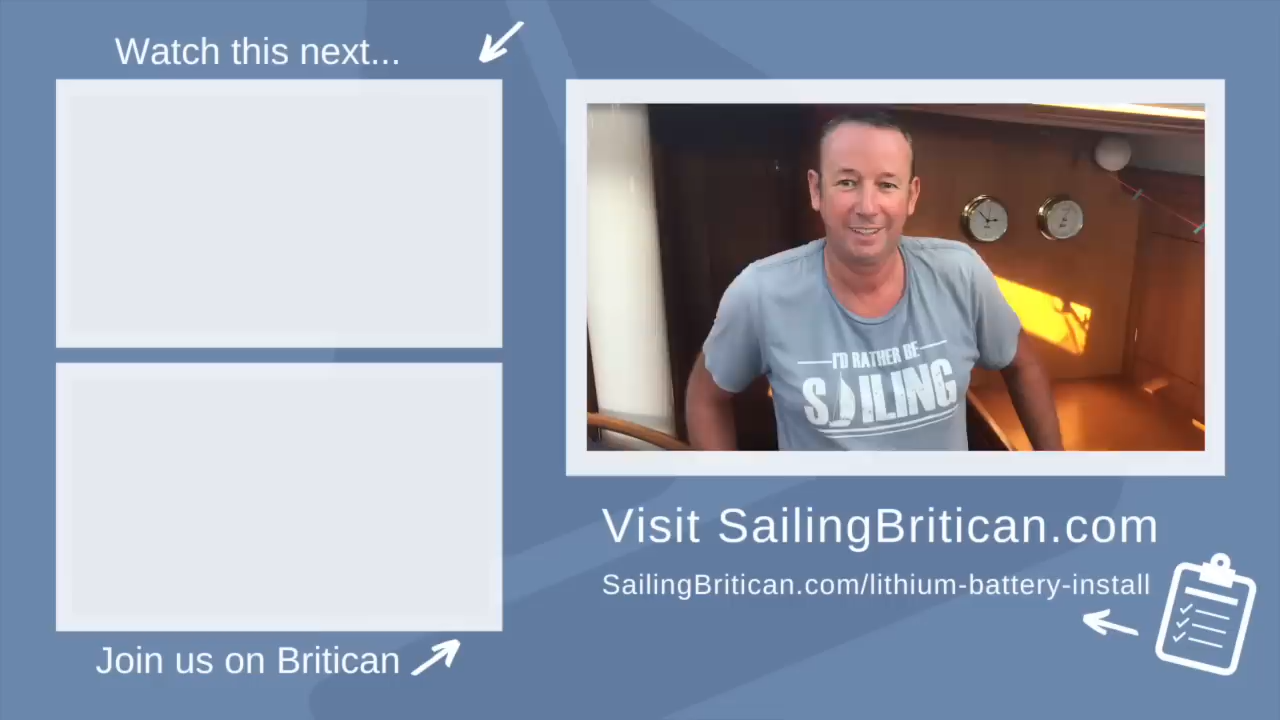 Watch this next...
I'D RATHER BE
SAILING
Visit SailingBritican.com
SailingBritican.com/lithium-battery-install
Join us on Britican